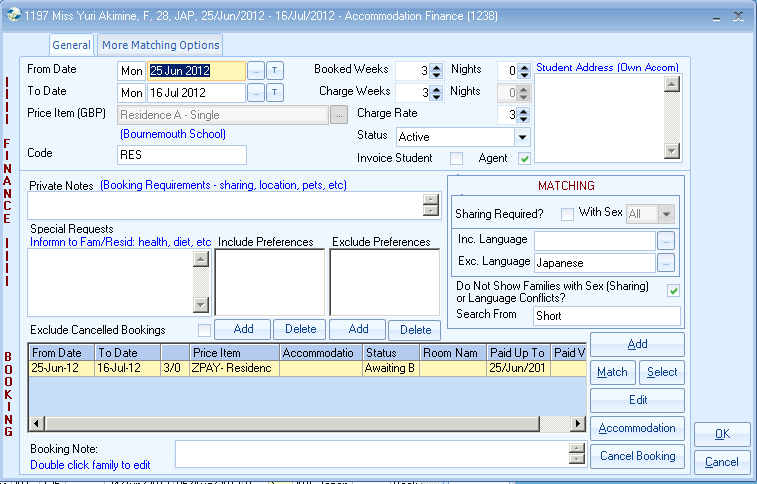 1197 Miss Yuri Akimine, F, 28, JAP, 25/Jun/2012 - 16/Jul/2012 - Accommodation Finance (1238)
General More Matching Options
From Date Mon 25 Jun 2012 ... T Booked Weeks 3 Nights 0 Student Address (Own Accom)
To Date Mon 16 Jul 2012 ... T Charge Weeks 3 Nights 0
Price Item (GBP) Residence A - Single ... Charge Rate 3
(Bournemouth School) Status Active
Code RES Invoice Student Agent
FINANCE
Private Notes (Booking Requirements - sharing, location, pets, etc)
MATCHING
Sharing Required? With Sex All
Inc. Language ...
Exc. Language Japanese ...
Do Not Show Families with Sex (Sharing)
or Language Conflicts?
Search From Short
Special Requests
Informn to Fam/Resid: health, diet, etc Include Preferences Exclude Preferences
Exclude Cancelled Bookings Add Delete Add Delete
BOOKING
From Date To Date Price Item Accommodatio Status Room Nam Paid Up To Paid V
25-Jun-12 16-Jul-12 3/0 ZPAY- Residenc Awaiting B 25/Jun/201
Add
Match Select
Edit
Accommodation
Cancel Booking
Booking Note:
Double click family to edit
OK
Cancel